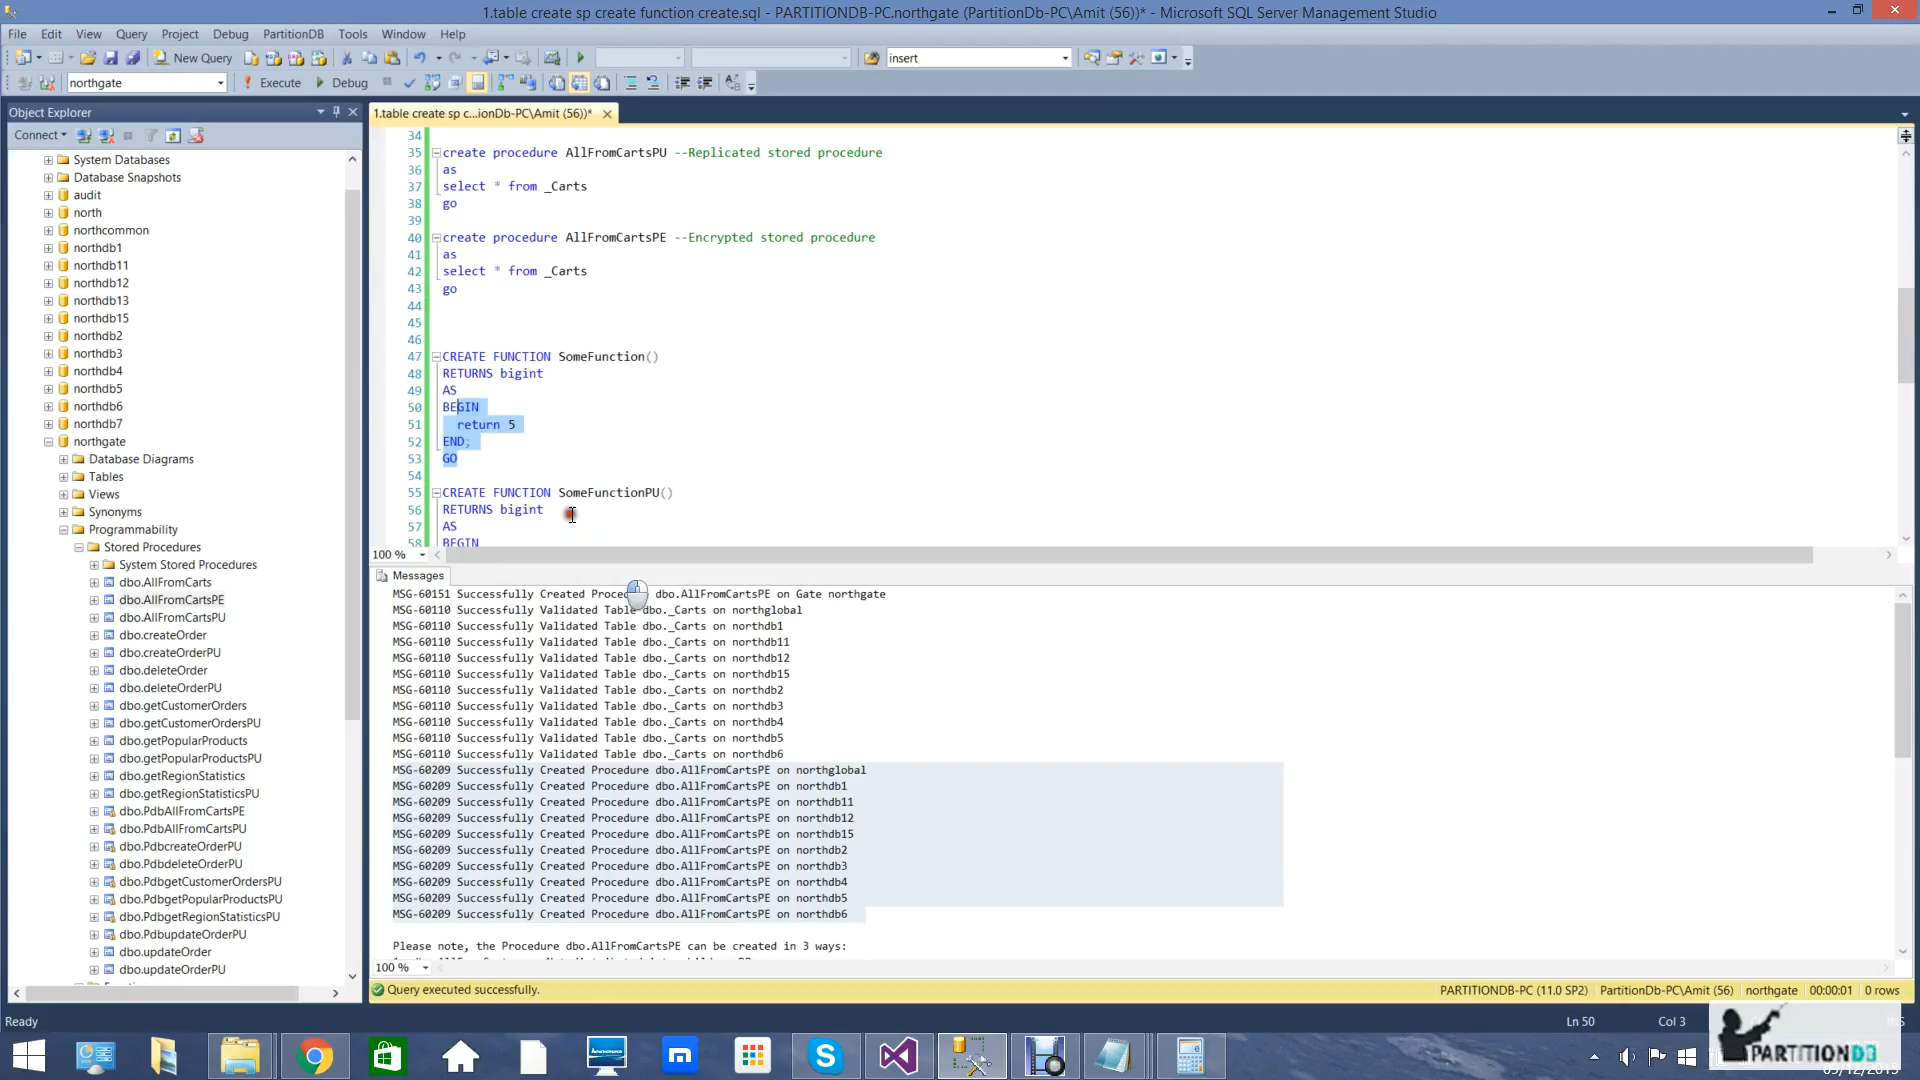 1.table create sp create function create.sql - PARTITIONDB-PC.northgate (PartitionDb-PC\Amit (56))* - Microsoft SQL Server Management Studio
File Edit View Query Project Debug PartitionDB Tools Window Help
New Query insert
northgate Execute Debug
Object Explorer
Connect
System Databases
Database Snapshots
audit
north
northcommon
northdb1
northdb11
northdb12
northdb13
northdb15
northdb2
northdb3
northdb4
northdb5
northdb6
northdb7
northgate
Database Diagrams
Tables
Views
Synonyms
Programmability
Stored Procedures
System Stored Procedures
dbo.AllFromCarts
dbo.AllFromCartsPE
dbo.AllFromCartsPU
dbo.createOrder
dbo.createOrderPU
dbo.deleteOrder
dbo.deleteOrderPU
dbo.getCustomerOrders
dbo.getCustomerOrdersPU
dbo.getPopularProducts
dbo.getPopularProductsPU
dbo.getRegionStatistics
dbo.getRegionStatisticsPU
dbo.PdbAllFromCartsPE
dbo.PdbAllFromCartsPU
dbo.PdbcreateOrderPU
dbo.PdbdeleteOrderPU
dbo.PdbgetCustomerOrdersPU
dbo.PdbgetPopularProductsPU
dbo.PdbgetRegionStatisticsPU
dbo.PdbupdateOrderPU
dbo.updateOrder
dbo.updateOrderPU
1.table create sp c...ionDb-PC\Amit (56))*
34
35 create procedure AllFromCartsPU --Replicated stored procedure
36 as
37 select * from _Carts
38 go
39
40 create procedure AllFromCartsPE --Encrypted stored procedure
41 as
42 select * from _Carts
43 go
44
45
46
47 CREATE FUNCTION SomeFunction()
48 RETURNS bigint
49 AS
50 BEGIN
51 return 5
52 END;
53 GO
54
55 CREATE FUNCTION SomeFunctionPU()
56 RETURNS bigint
57 AS
58 BEGIN
100 %
Messages
MSG-60151 Successfully Created Proced dbo.AllFromCartsPE on Gate northgate
MSG-60110 Successfully Validated Table dbo._Carts on northglobal
MSG-60110 Successfully Validated Table dbo._Carts on northdb1
MSG-60110 Successfully Validated Table dbo._Carts on northdb11
MSG-60110 Successfully Validated Table dbo._Carts on northdb12
MSG-60110 Successfully Validated Table dbo._Carts on northdb15
MSG-60110 Successfully Validated Table dbo._Carts on northdb2
MSG-60110 Successfully Validated Table dbo._Carts on northdb3
MSG-60110 Successfully Validated Table dbo._Carts on northdb4
MSG-60110 Successfully Validated Table dbo._Carts on northdb5
MSG-60110 Successfully Validated Table dbo._Carts on northdb6
MSG-60209 Successfully Created Procedure dbo.AllFromCartsPE on northglobal
MSG-60209 Successfully Created Procedure dbo.AllFromCartsPE on northdb1
MSG-60209 Successfully Created Procedure dbo.AllFromCartsPE on northdb11
MSG-60209 Successfully Created Procedure dbo.AllFromCartsPE on northdb12
MSG-60209 Successfully Created Procedure dbo.AllFromCartsPE on northdb15
MSG-60209 Successfully Created Procedure dbo.AllFromCartsPE on northdb2
MSG-60209 Successfully Created Procedure dbo.AllFromCartsPE on northdb3
MSG-60209 Successfully Created Procedure dbo.AllFromCartsPE on northdb4
MSG-60209 Successfully Created Procedure dbo.AllFromCartsPE on northdb5
MSG-60209 Successfully Created Procedure dbo.AllFromCartsPE on northdb6
Please note, the Procedure dbo.AllFromCartsPE can be created in 3 ways:
100 %
Query executed successfully. PARTITIONDB-PC (11.0 SP2) PartitionDb-PC\Amit (56) northgate 00:00:01 0 rows
Ready Ln 50 Col 3
PARTITIONDB